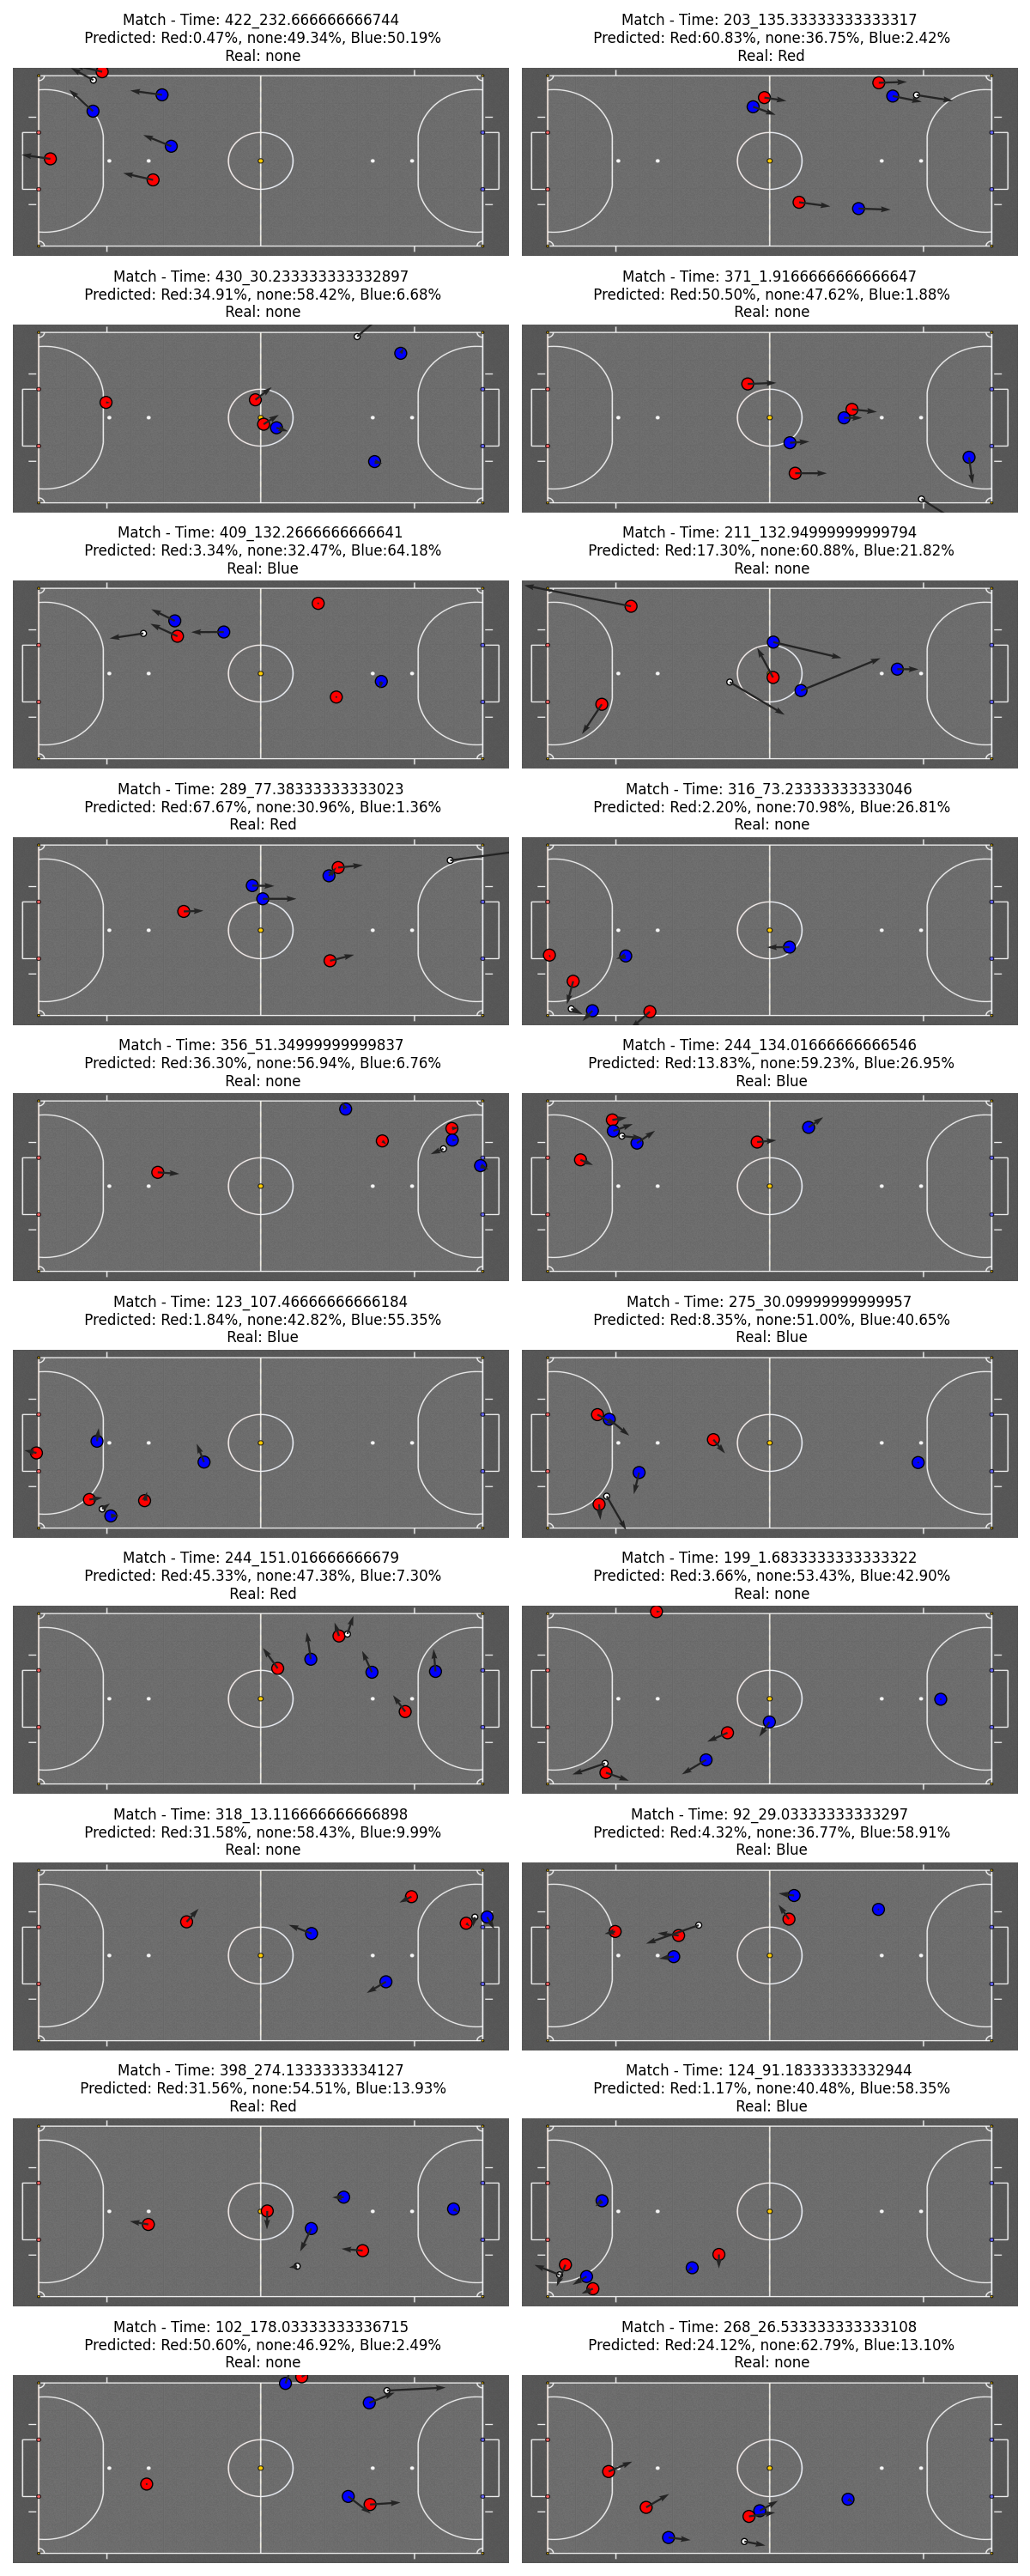 Match - Time: 422_232.666666666744
Predicted: Red:0.47%, none:49.34%, Blue:50.19%
Real: none
Match - Time: 203_135.33333333333317
Predicted: Red:60.83%, none:36.75%, Blue:2.42%
Real: Red
Match - Time: 430_30.233333333332897
Predicted: Red:34.91%, none:58.42%, Blue:6.68%
Real: none
Match - Time: 371_1.9166666666666647
Predicted: Red:50.50%, none:47.62%, Blue:1.88%
Real: none
Match - Time: 409_132.2666666666641
Predicted: Red:3.34%, none:32.47%, Blue:64.18%
Real: Blue
Match - Time: 211_132.94999999999794
Predicted: Red:17.30%, none:60.88%, Blue:21.82%
Real: none
Match - Time: 289_77.38333333333023
Predicted: Red:67.67%, none:30.96%, Blue:1.36%
Real: Red
Match - Time: 316_73.23333333333046
Predicted: Red:2.20%, none:70.98%, Blue:26.81%
Real: none
Match - Time: 356_51.34999999999837
Predicted: Red:36.30%, none:56.94%, Blue:6.76%
Real: none
Match - Time: 244_134.01666666666546
Predicted: Red:13.83%, none:59.23%, Blue:26.95%
Real: Blue
Match - Time: 123_107.46666666666184
Predicted: Red:1.84%, none:42.82%, Blue:55.35%
Real: Blue
Match - Time: 275_30.09999999999957
Predicted: Red:8.35%, none:51.00%, Blue:40.65%
Real: Blue
Match - Time: 244_151.016666666679
Predicted: Red:45.33%, none:47.38%, Blue:7.30%
Real: Red
Match - Time: 199_1.6833333333333322
Predicted: Red:3.66%, none:53.43%, Blue:42.90%
Real: none
Match - Time: 318_13.116666666666898
Predicted: Red:31.58%, none:58.43%, Blue:9.99%
Real: none
Match - Time: 92_29.03333333333297
Predicted: Red:4.32%, none:36.77%, Blue:58.91%
Real: Blue
Match - Time: 398_274.1333333334127
Predicted: Red:31.56%, none:54.51%, Blue:13.93%
Real: Red
Match - Time: 124_91.18333333332944
Predicted: Red:1.17%, none:40.48%, Blue:58.35%
Real: Blue
Match - Time: 102_178.03333333336715
Predicted: Red:50.60%, none:46.92%, Blue:2.49%
Real: none
Match - Time: 268_26.533333333333108
Predicted: Red:24.12%, none:62.79%, Blue:13.10%
Real: none